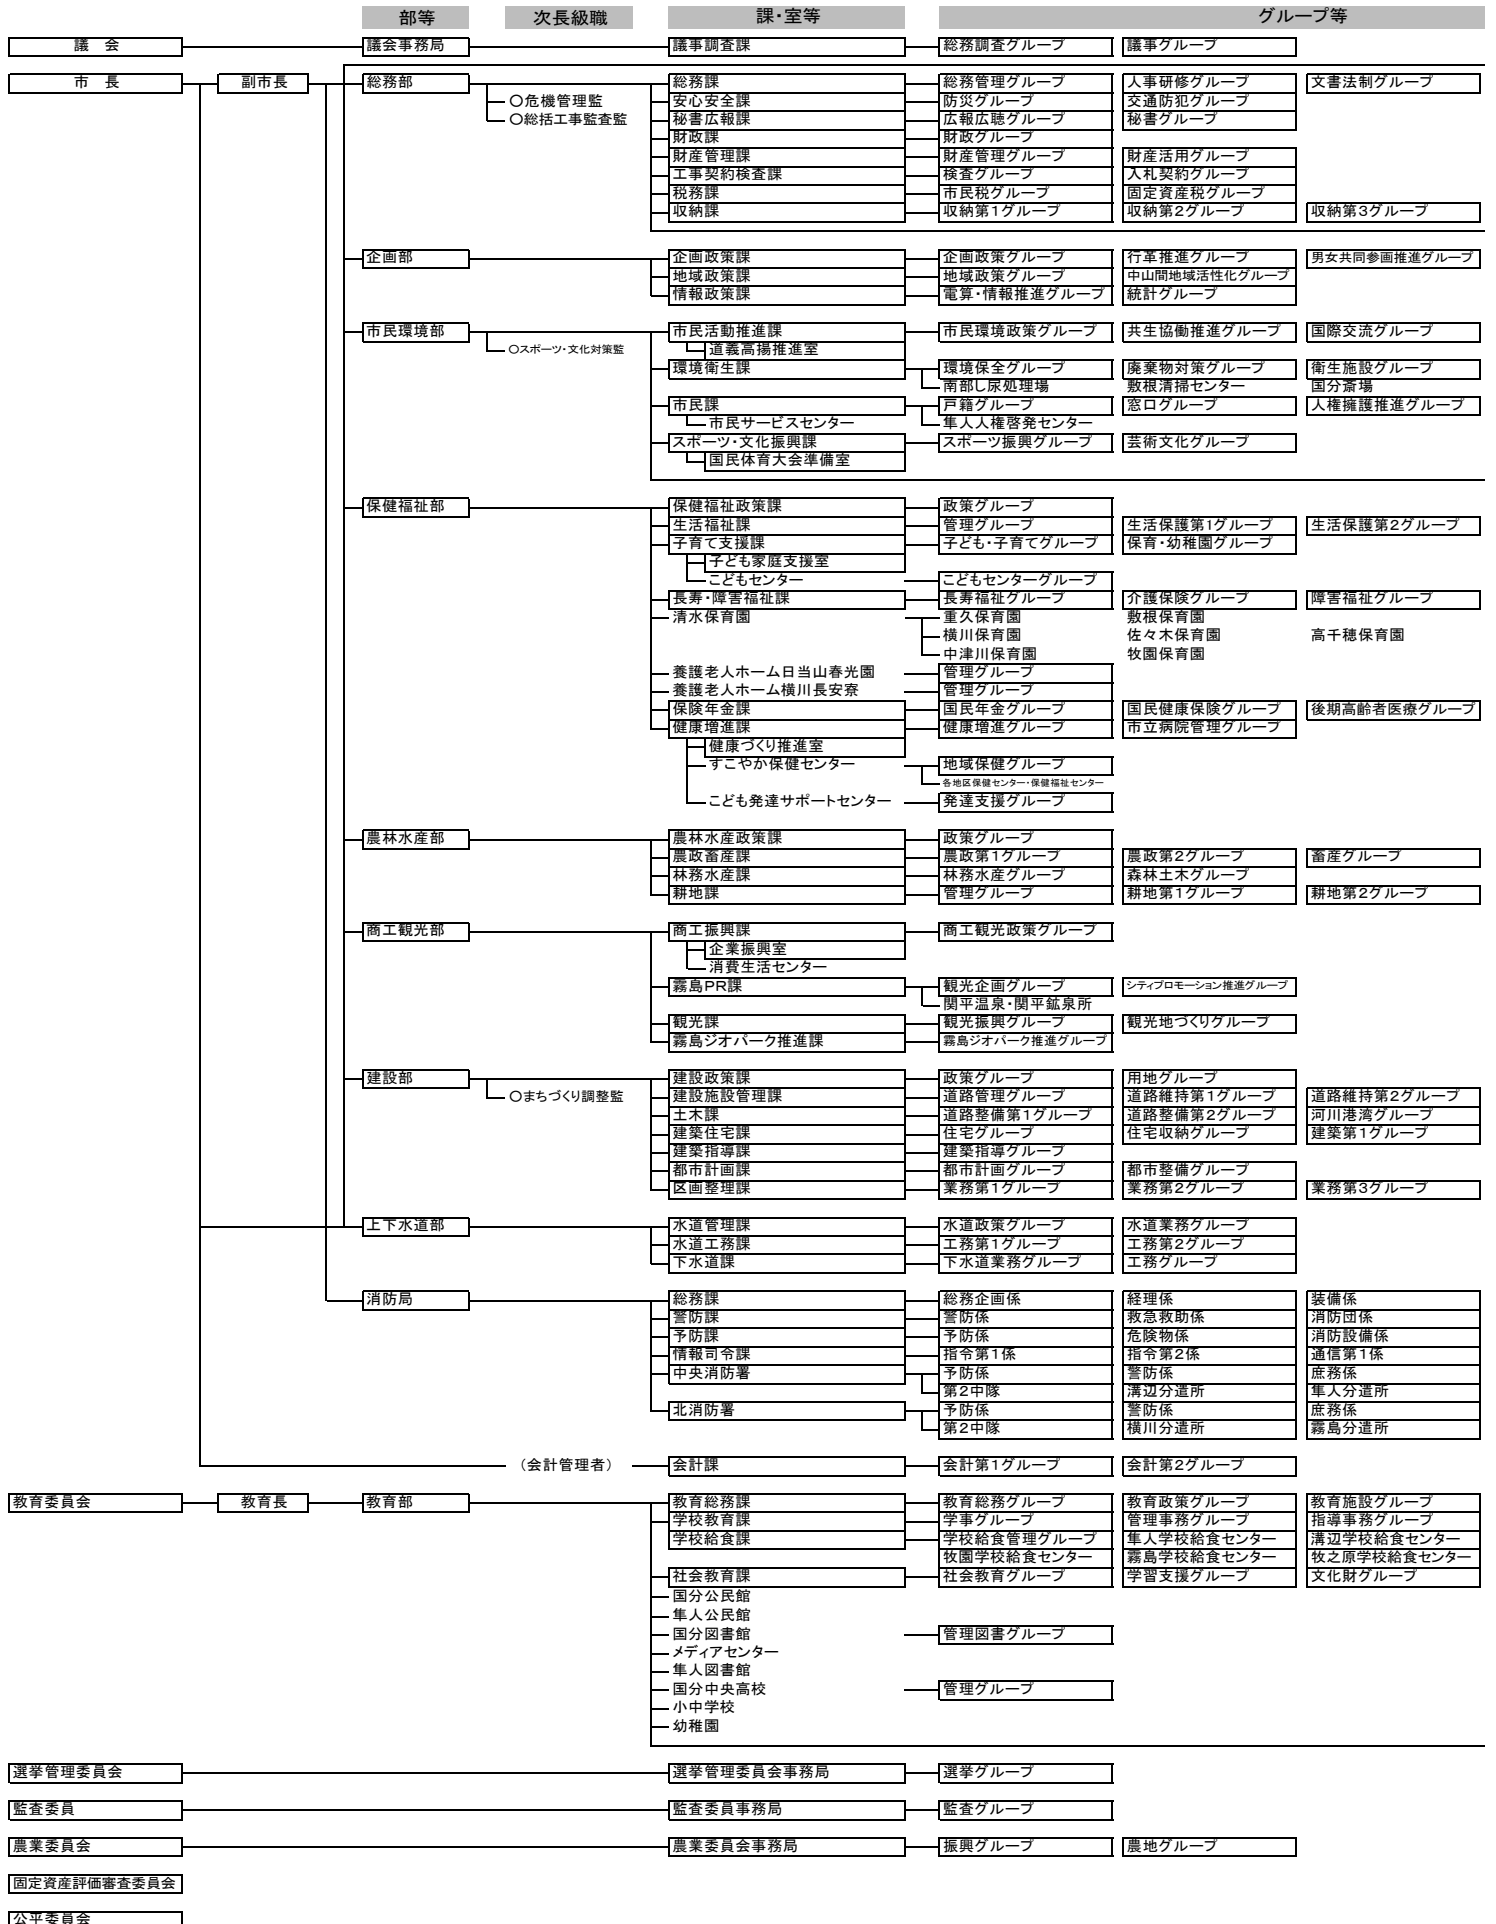 部等 次長級職 課・室等 グループ等
議　会 議会事務局 議事調査課 総務調査グループ 議事グループ
市　長 副市長 総務部 総務課 総務管理グループ 人事研修グループ 文書法制グループ
○危機管理監 安心安全課 防災グループ 交通防犯グループ
○総括工事監査監 秘書広報課 広報広聴グループ 秘書グループ
財政課 財政グループ
財産管理課 財産管理グループ 財産活用グループ
工事契約検査課 検査グループ 入札契約グループ
税務課 市民税グループ 固定資産税グループ
収納課 収納第1グループ 収納第2グループ 収納第3グループ
企画部 企画政策課 企画政策グループ 行革推進グループ 男女共同参画推進グループ
地域政策課 地域政策グループ 中山間地域活性化グループ
情報政策課 電算・情報推進グループ 統計グループ
市民環境部 市民活動推進課 市民環境政策グループ 共生協働推進グループ 国際交流グループ
○スポーツ・文化対策監 道義高揚推進室
環境衛生課 環境保全グループ 廃棄物対策グループ 衛生施設グループ
南部し尿処理場 敷根清掃センター 国分斎場
市民課 戸籍グループ 窓口グループ 人権擁護推進グループ
市民サービスセンター 隼人人権啓発センター
スポーツ・文化振興課 スポーツ振興グループ 芸術文化グループ
国民体育大会準備室
保健福祉部 保健福祉政策課 政策グループ
生活福祉課 管理グループ 生活保護第1グループ 生活保護第2グループ
子育て支援課 子ども・子育てグループ 保育・幼稚園グループ
子ども家庭支援室
こどもセンター こどもセンターグループ
長寿・障害福祉課 長寿福祉グループ 介護保険グループ 障害福祉グループ
清水保育園 重久保育園 敷根保育園
横川保育園 佐々木保育園 高千穂保育園
中津川保育園 牧園保育園
養護老人ホーム日当山春光園 管理グループ
養護老人ホーム横川長安寮 管理グループ
保険年金課 国民年金グループ 国民健康保険グループ 後期高齢者医療グループ
健康増進課 健康増進グループ 市立病院管理グループ
健康づくり推進室
すこやか保健センター 地域保健グループ
各地区保健センター・保健福祉センター
こども発達サポートセンター 発達支援グループ
農林水産部 農林水産政策課 政策グループ
農政畜産課 農政第1グループ 農政第2グループ 畜産グループ
林務水産課 林務水産グループ 森林土木グループ
耕地課 管理グループ 耕地第1グループ 耕地第2グループ
商工観光部 商工振興課 商工観光政策グループ
企業振興室
消費生活センター
霧島PR課 観光企画グループ シティプロモーション推進グループ
関平温泉・関平鉱泉所
観光課 観光振興グループ 観光地づくりグループ
霧島ジオパーク推進課 霧島ジオパーク推進グループ
建設部 建設政策課 政策グループ 用地グループ
○まちづくり調整監 建設施設管理課 道路管理グループ 道路維持第1グループ 道路維持第2グループ
土木課 道路整備第1グループ 道路整備第2グループ 河川港湾グループ
建築住宅課 住宅グループ 住宅収納グループ 建築第1グループ
建築指導課 建築指導グループ
都市計画課 都市計画グループ 都市整備グループ
区画整理課 業務第1グループ 業務第2グループ 業務第3グループ
上下水道部 水道管理課 水道政策グループ 水道業務グループ
水道工務課 工務第1グループ 工務第2グループ
下水道課 下水道業務グループ 工務グループ
消防局 総務課 総務企画係 経理係 装備係
警防課 警防係 救急救助係 消防団係
予防課 予防係 危険物係 消防設備係
情報司令課 指令第1係 指令第2係 通信第1係
中央消防署 予防係 警防係 庶務係
第2中隊 溝辺分遣所 隼人分遣所
北消防署 予防係 警防係 庶務係
第2中隊 横川分遣所 霧島分遣所
（会計管理者） 会計課 会計第1グループ 会計第2グループ
教育委員会 教育長 教育部 教育総務課 教育総務グループ 教育政策グループ 教育施設グループ
学校教育課 学事グループ 管理事務グループ 指導事務グループ
学校給食課 学校給食管理グループ 隼人学校給食センター 溝辺学校給食センター
牧園学校給食センター 霧島学校給食センター 牧之原学校給食センター
社会教育課 社会教育グループ 学習支援グループ 文化財グループ
国分公民館
隼人公民館
国分図書館 管理図書グループ
メディアセンター
隼人図書館
国分中央高校 管理グループ
小中学校
幼稚園
選挙管理委員会 選挙管理委員会事務局 選挙グループ
監査委員 監査委員事務局 監査グループ
農業委員会 農業委員会事務局 振興グループ 農地グループ
固定資産評価審査委員会
公平委員会